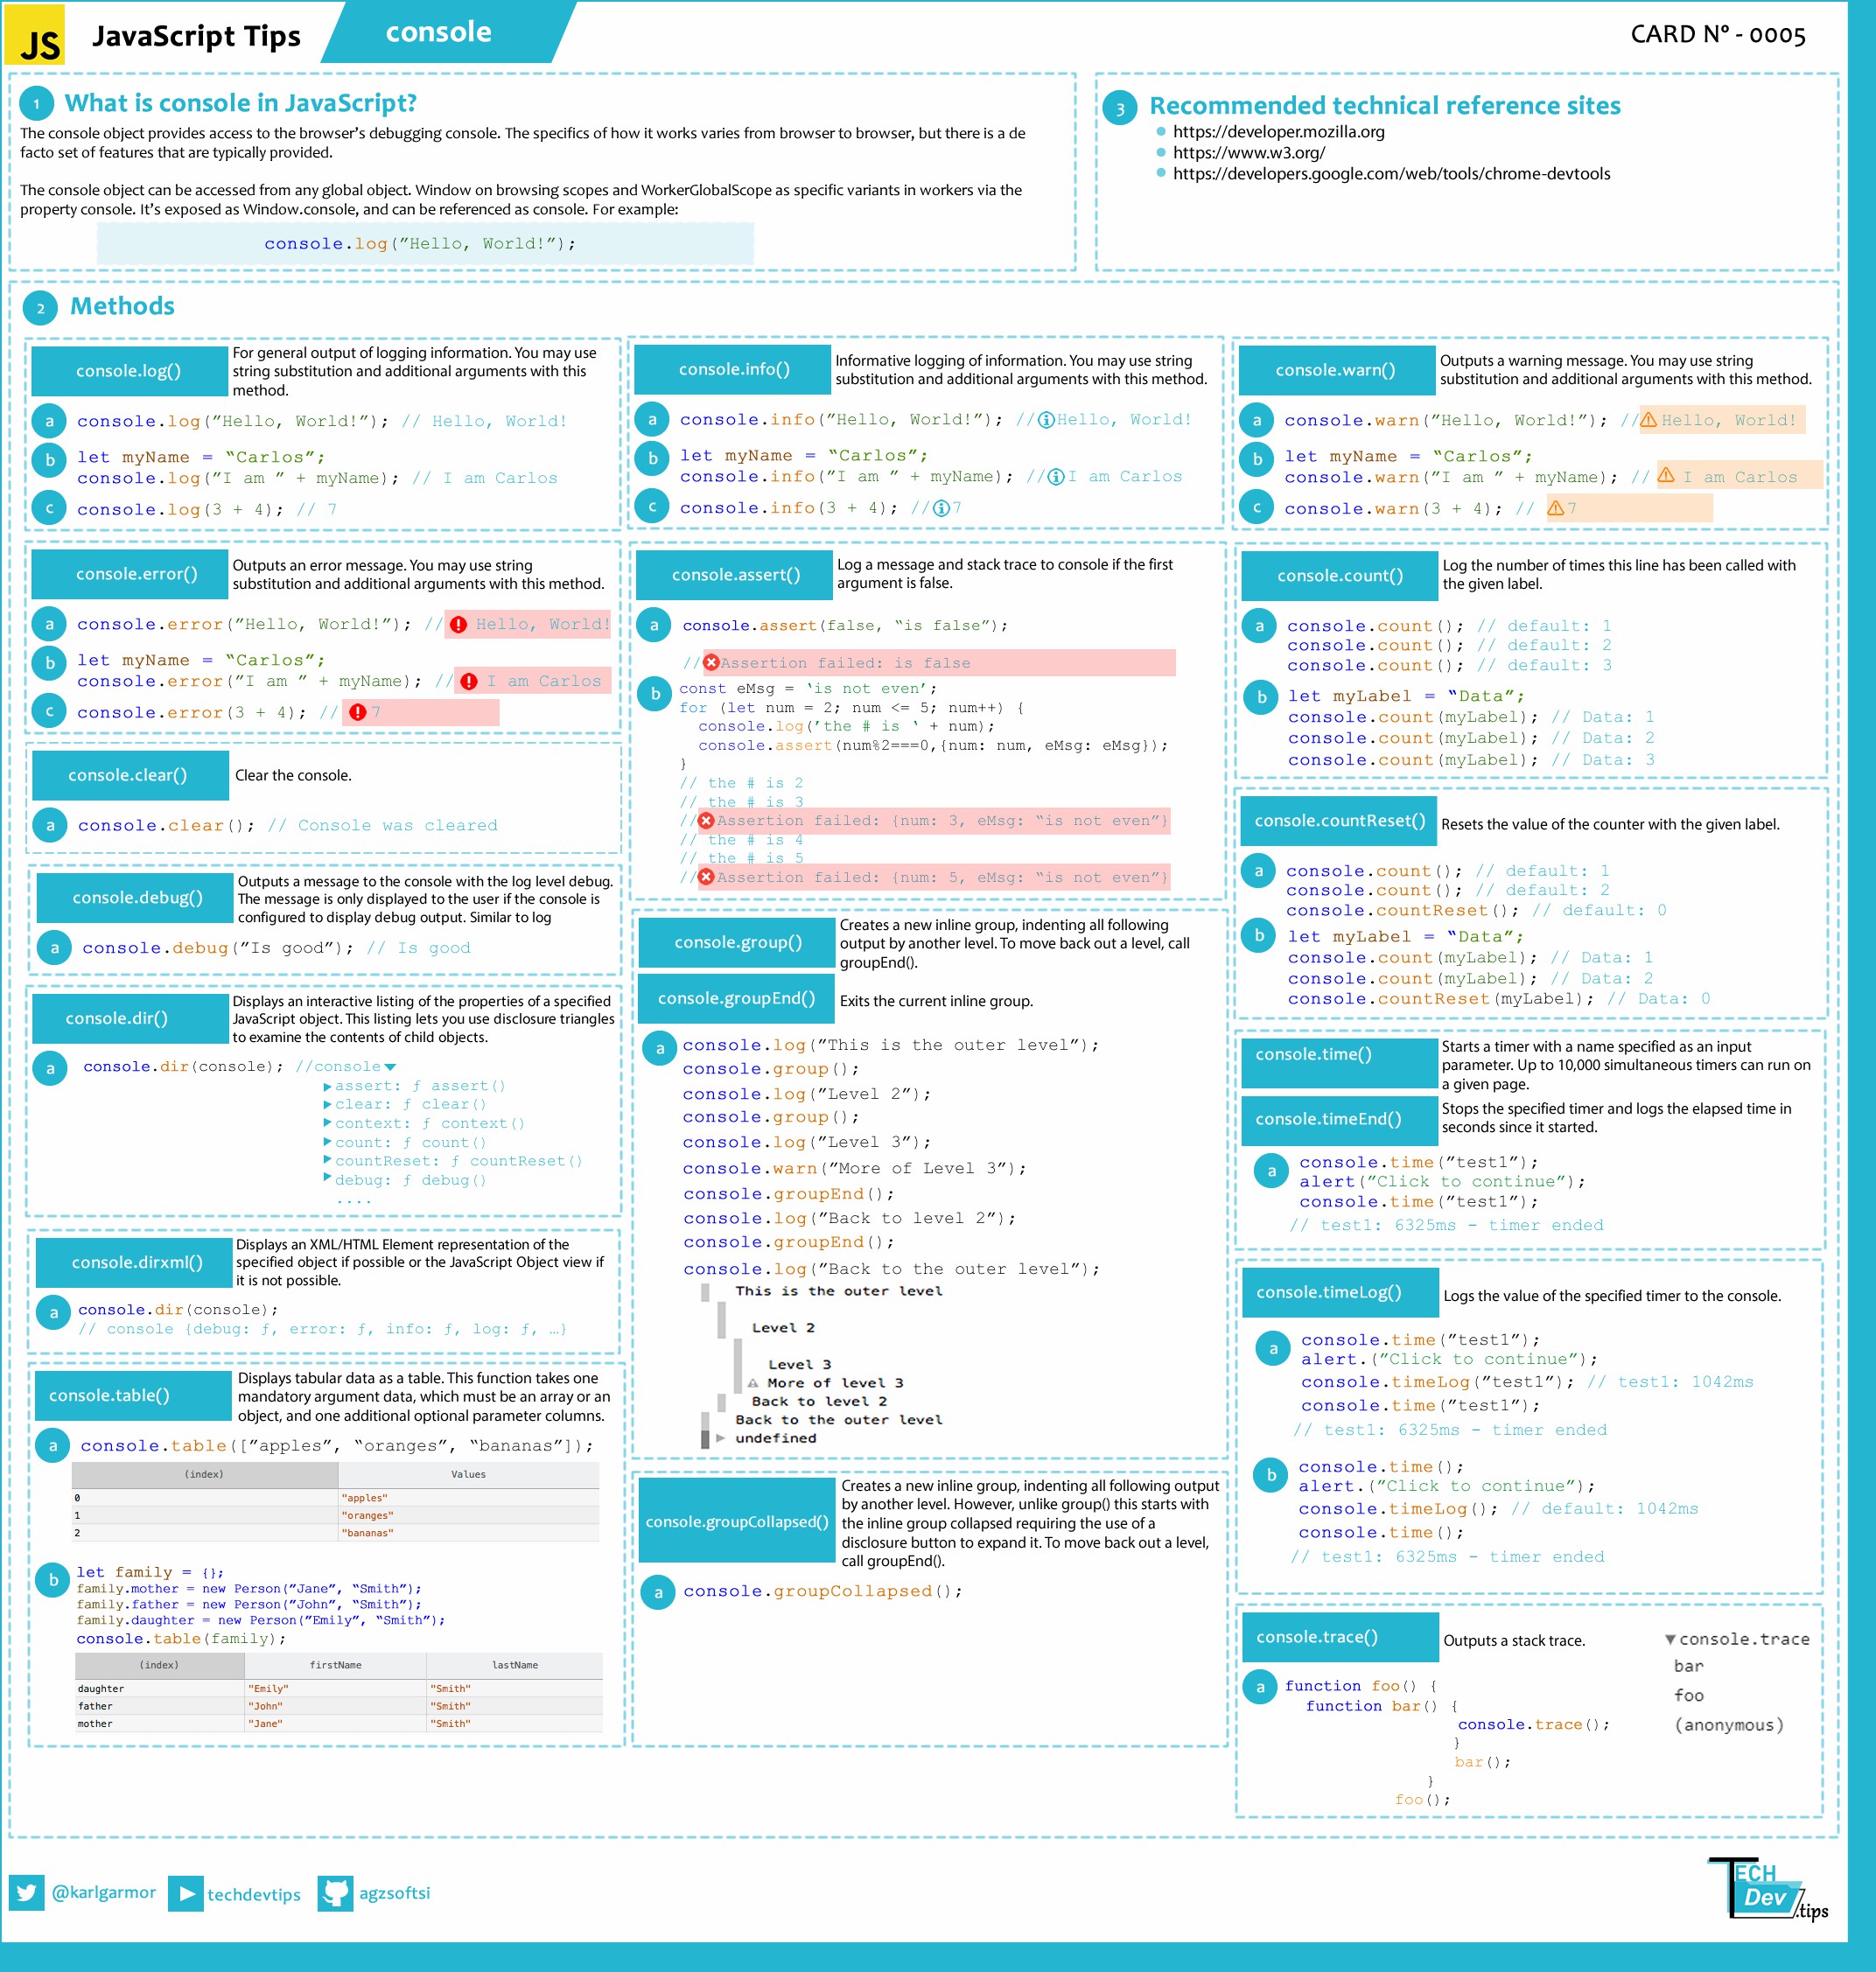 JS
JavaScript Tips
console
CARD Nº - 0005
1
What is console in JavaScript?
The console object provides access to the browser's debugging console. The specifics of how it works varies from browser to browser, but there is a de
facto set of features that are typically provided.
The console object can be accessed from any global object. Window on browsing scopes and WorkerGlobalScope as specific variants in workers via the
property console. It's exposed as Window.console, and can be referenced as console. For example:
console.log("Hello, World!");
3
Recommended technical reference sites
https://developer.mozilla.org
https://www.w3.org/
https://developers.google.com/web/tools/chrome-devtools
2
Methods
console.log()
For general output of logging information. You may use
string substitution and additional arguments with this
method.
a
console.log("Hello, World!"); // Hello, World!
b
let myName = “Carlos";
console.log("I am " + myName); // I am Carlos
c
console.log(3 + 4); // 7
console.error()
Outputs an error message. You may use string
substitution and additional arguments with this method.
a
console.error("Hello, World!"); // Hello, World!
b
let myName = “Carlos";
console.error("I am " + myName); // I am Carlos
c
console.error(3 + 4); // 7
console.clear()
Clear the console.
a
console.clear(); // Console was cleared
console.debug()
Outputs a message to the console with the log level debug.
The message is only displayed to the user if the console is
configured to display debug output. Similar to log
a
console.debug("Is good"); // Is good
console.dir()
Displays an interactive listing of the properties of a specified
JavaScript object. This listing lets you use disclosure triangles
to examine the contents of child objects.
a
console.dir(console); //console▼
▶assert: ƒ assert()
▶clear: ƒ clear()
▶context: ƒ context()
▶count: ƒ count()
▶countReset: ƒ countReset()
▶debug: ƒ debug()
....
console.dirxml()
Displays an XML/HTML Element representation of the
specified object if possible or the JavaScript Object view if
it is not possible.
a
console.dir(console);
// console {debug: ƒ, error: ƒ, info: ƒ, log: ƒ, …}
console.table()
Displays tabular data as a table. This function takes one
mandatory argument data, which must be an array or an
object, and one additional optional parameter columns.
a
console.table(["apples", “oranges", “bananas"]);
(index) Values
0 "apples"
1 "oranges"
2 "bananas"
b
let family = {};
family.mother = new Person("Jane", “Smith");
family.father = new Person("John", “Smith");
family.daughter = new Person("Emily", “Smith");
console.table(family);
(index) firstName lastName
daughter "Emily" "Smith"
father "John" "Smith"
mother "Jane" "Smith"
console.info()
Informative logging of information. You may use string
substitution and additional arguments with this method.
a
console.info("Hello, World!"); //Hello, World!
b
let myName = “Carlos";
console.info("I am " + myName); //I am Carlos
c
console.info(3 + 4); //7
console.assert()
Log a message and stack trace to console if the first
argument is false.
a
console.assert(false, “is false");
//Assertion failed: is false
b
const eMsg = ‘is not even’;
for (let num = 2; num <= 5; num++) {
console.log(’the # is ‘ + num);
console.assert(num%2===0,{num: num, eMsg: eMsg});
}
// the # is 2
// the # is 3
//Assertion failed: {num: 3, eMsg: “is not even"}
// the # is 4
// the # is 5
//Assertion failed: {num: 5, eMsg: “is not even"}
console.group()
Creates a new inline group, indenting all following
output by another level. To move back out a level, call
groupEnd().
console.groupEnd()
Exits the current inline group.
a
console.log("This is the outer level");
console.group();
console.log("Level 2");
console.group();
console.log("Level 3");
console.warn("More of Level 3");
console.groupEnd();
console.log("Back to level 2");
console.groupEnd();
console.log("Back to the outer level");
This is the outer level
Level 2
Level 3
More of level 3
Back to level 2
Back to the outer level
▶ undefined
console.groupCollapsed()
Creates a new inline group, indenting all following output
by another level. However, unlike group() this starts with
the inline group collapsed requiring the use of a
disclosure button to expand it. To move back out a level,
call groupEnd().
a
console.groupCollapsed();
console.warn()
Outputs a warning message. You may use string
substitution and additional arguments with this method.
a
console.warn("Hello, World!"); // Hello, World!
b
let myName = “Carlos";
console.warn("I am " + myName); // I am Carlos
c
console.warn(3 + 4); // 7
console.count()
Log the number of times this line has been called with
the given label.
a
console.count(); // default: 1
console.count(); // default: 2
console.count(); // default: 3
b
let myLabel = “Data";
console.count(myLabel); // Data: 1
console.count(myLabel); // Data: 2
console.count(myLabel); // Data: 3
console.countReset()
Resets the value of the counter with the given label.
a
console.count(); // default: 1
console.count(); // default: 2
console.countReset(); // default: 0
b
let myLabel = “Data";
console.count(myLabel); // Data: 1
console.count(myLabel); // Data: 2
console.countReset(myLabel); // Data: 0
console.time()
Starts a timer with a name specified as an input
parameter. Up to 10,000 simultaneous timers can run on
a given page.
console.timeEnd()
Stops the specified timer and logs the elapsed time in
seconds since it started.
a
console.time("test1");
alert("Click to continue");
console.time("test1");
// test1: 6325ms – timer ended
console.timeLog()
Logs the value of the specified timer to the console.
a
console.time("test1");
alert.("Click to continue");
console.timeLog("test1"); // test1: 1042ms
console.time("test1");
// test1: 6325ms – timer ended
b
console.time();
alert.("Click to continue");
console.timeLog(); // default: 1042ms
console.time();
// test1: 6325ms – timer ended
console.trace()
Outputs a stack trace.
▼console.trace
bar
foo
(anonymous)
a
function foo() {
function bar() {
console.trace();
}
bar();
}
foo();
@karlgarmor
techdevtips
agzsoftsi
TECH
Dev
.tips